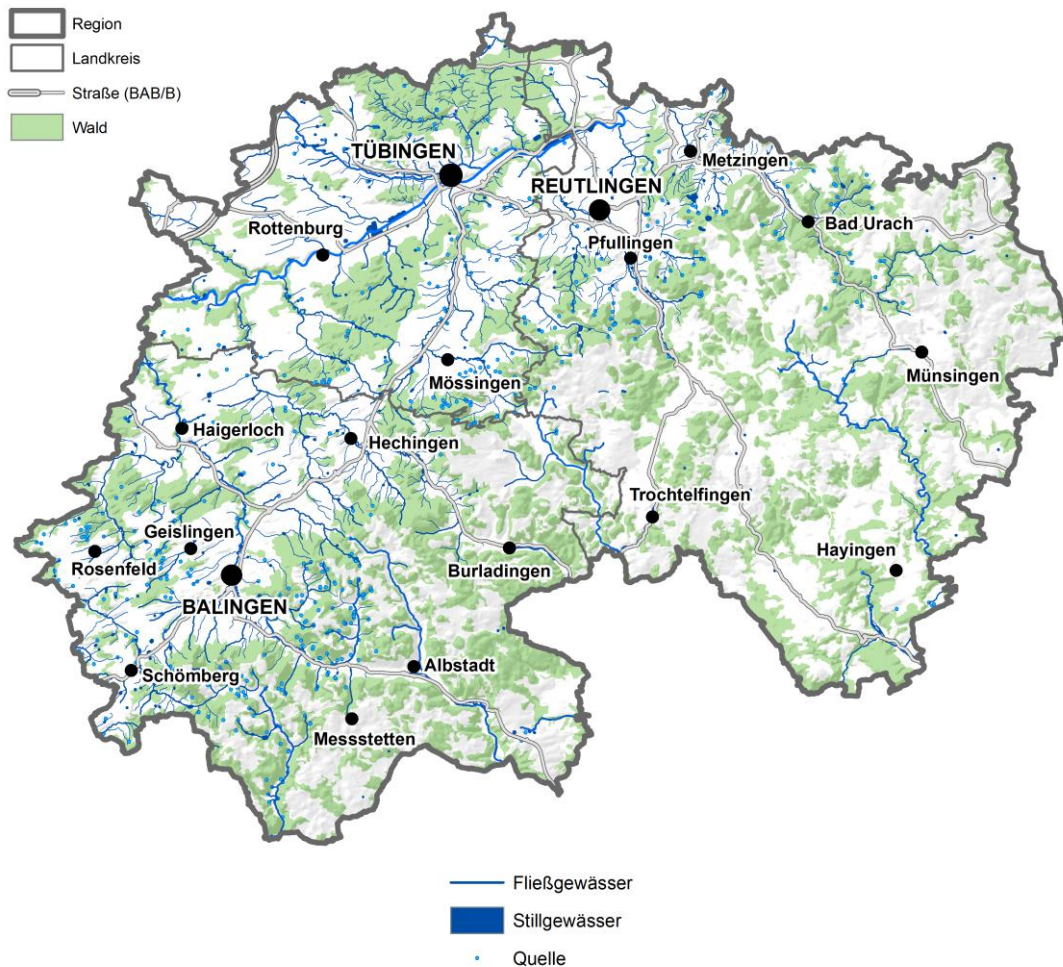 Region
Landkreis
Straße (BAB/B)
Wald
TÜBINGEN
Metzingen
REUTLINGEN
Rottenburg
Bad Urach
Pfullingen
Mössingen
Münsingen
Haigerloch
Hechingen
Trochtelfingen
Geislingen
Hayingen
Rosenfeld
Burladingen
BALINGEN
Albstadt
Schömberg
Messstetten
Fließgewässer
Stillgewässer
Quelle